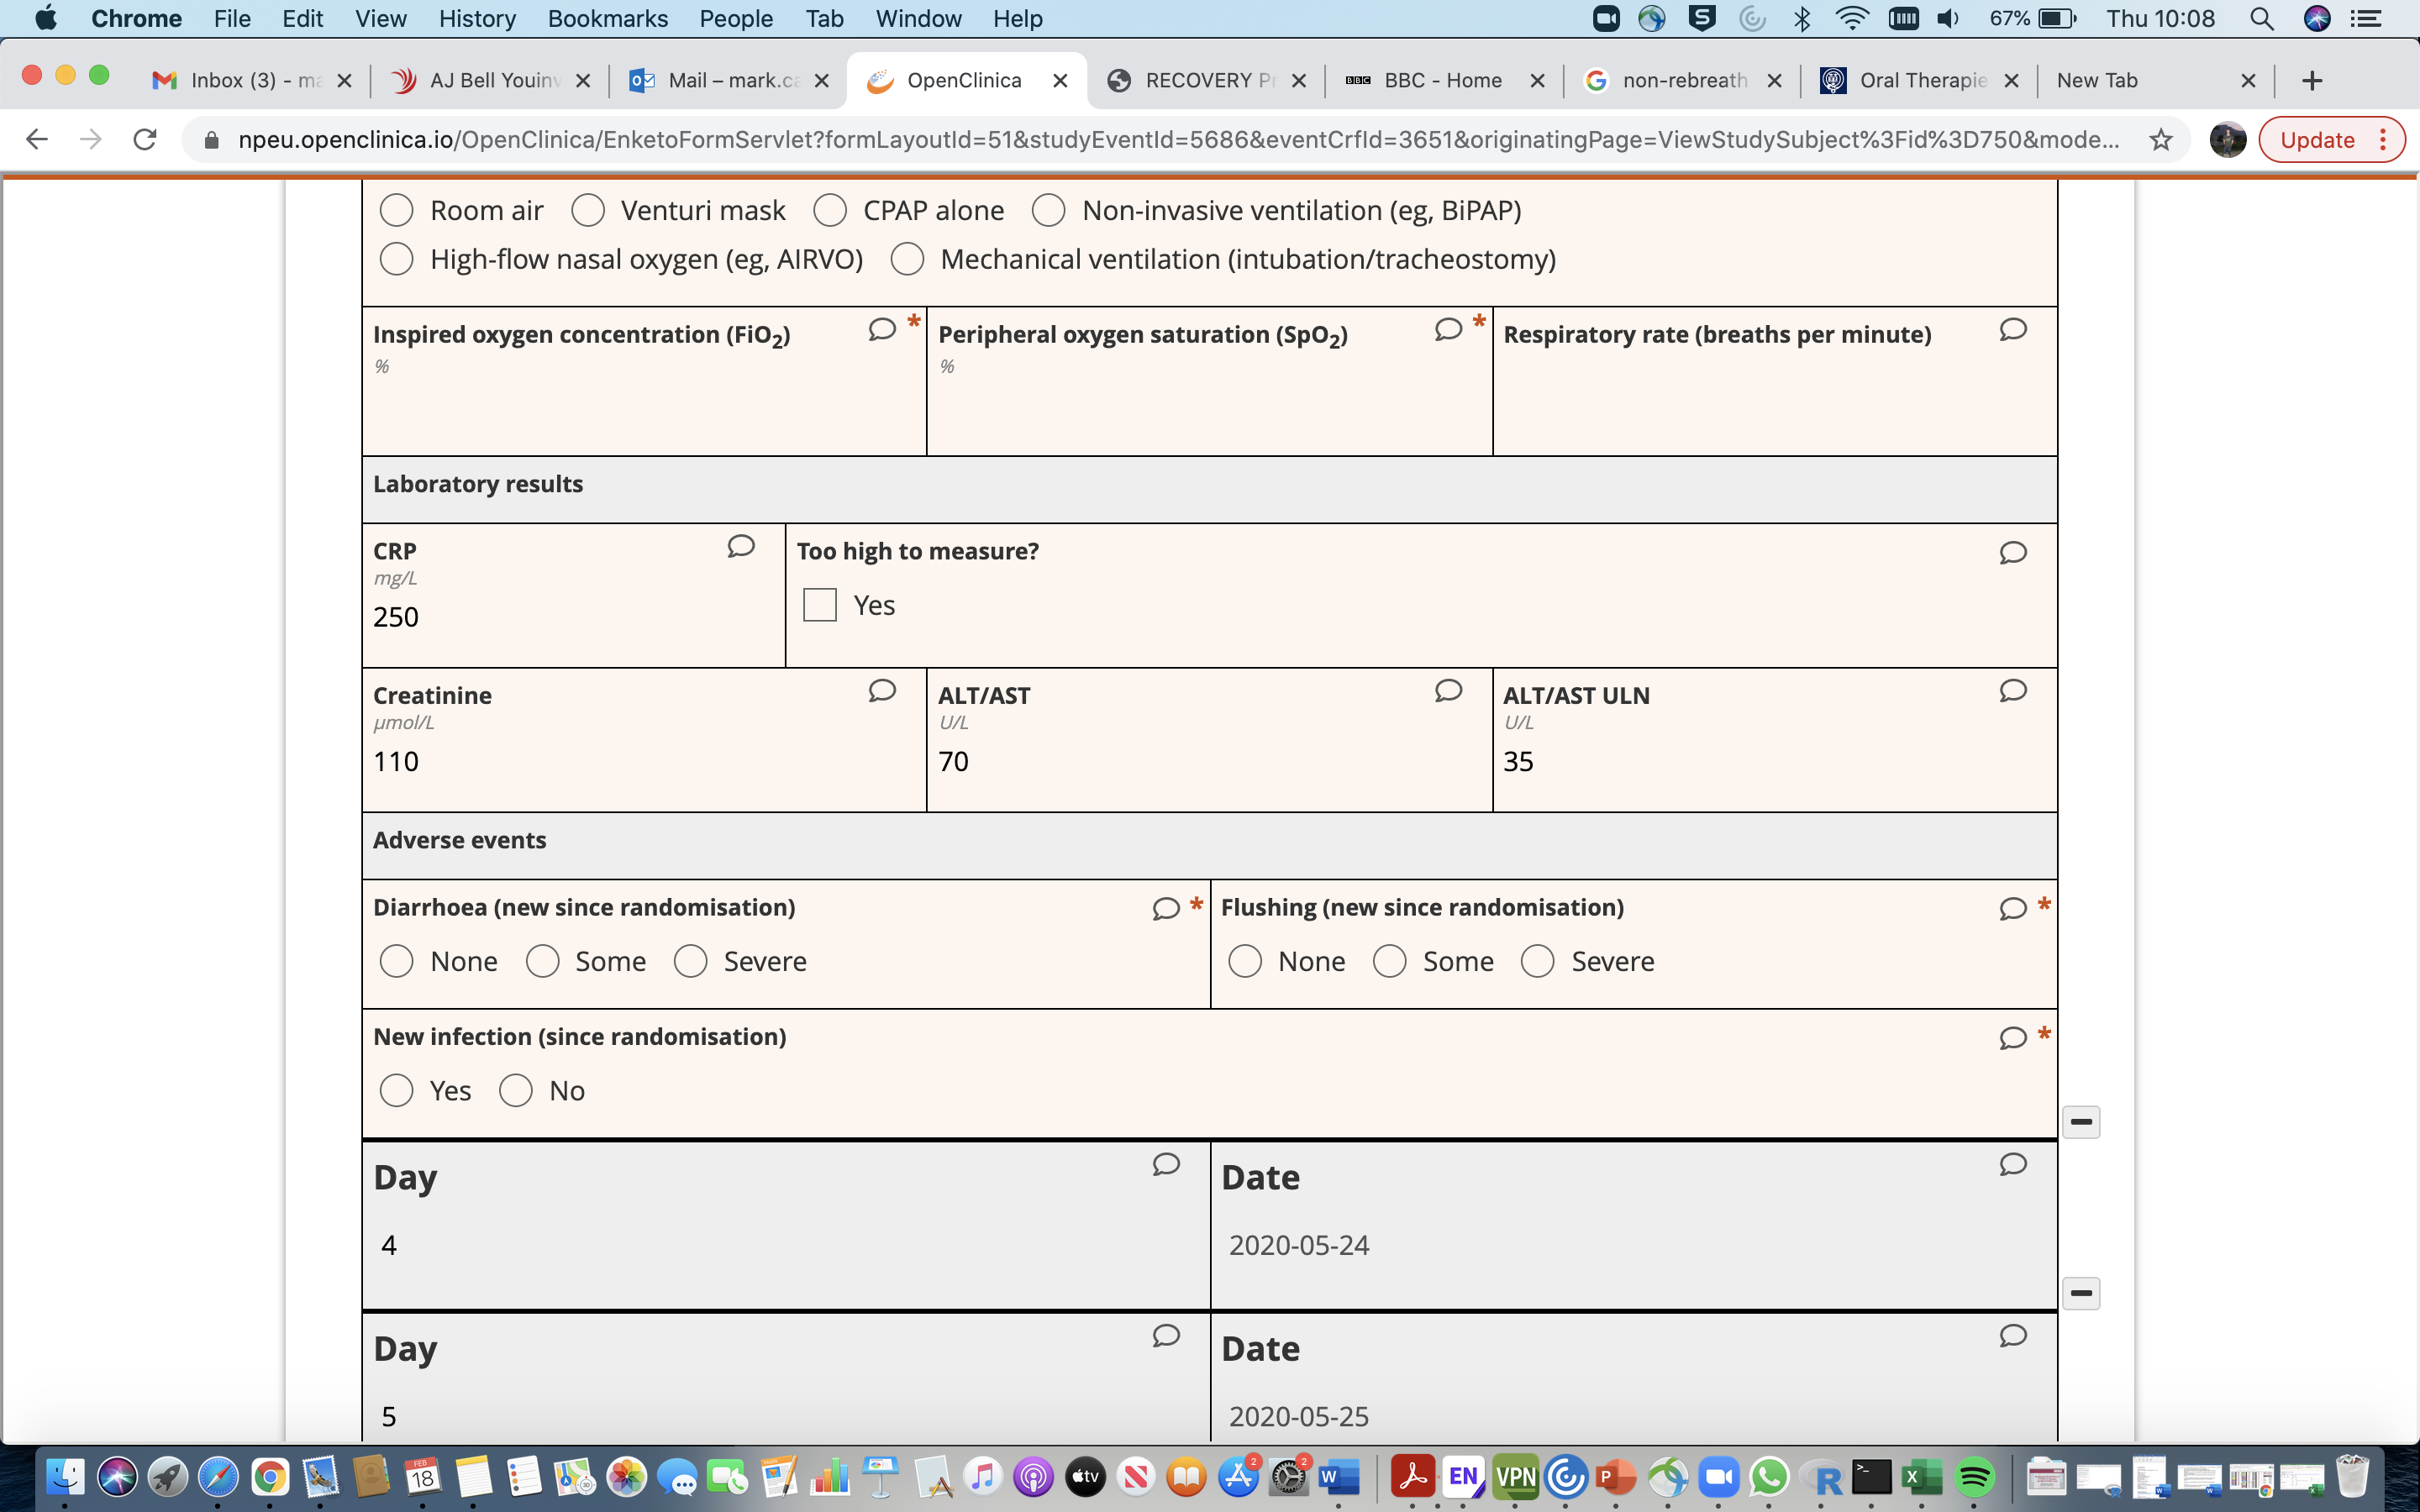 Chrome File Edit View History Bookmarks People Tab Window Help 67% Thu 10:08
Inbox (3) - ma AJ Bell Youinv Mail – mark.ca OpenClinica RECOVERY Pr BBC - Home non-rebreath Oral Therapie New Tab
npeu.openclinica.io/OpenClinica/EnketoFormServlet?formLayoutId=51&studyEventId=5686&eventCrfId=3651&originatingPage=ViewStudySubject%3Fid%3D750&mode... Update
Room air Venturi mask CPAP alone Non-invasive ventilation (eg, BiPAP)
High-flow nasal oxygen (eg, AIRVO) Mechanical ventilation (intubation/tracheostomy)
Inspired oxygen concentration (FiO2) * Peripheral oxygen saturation (SpO2) * Respiratory rate (breaths per minute)
% %
Laboratory results
CRP Too high to measure?
mg/L
250 Yes
Creatinine ALT/AST ALT/AST ULN
µmol/L U/L U/L
110 70 35
Adverse events
Diarrhoea (new since randomisation) * Flushing (new since randomisation) *
None Some Severe None Some Severe
New infection (since randomisation) *
Yes No
Day Date
4 2020-05-24
Day Date
5 2020-05-25
FEB 18 tv 2 2 W EN VPN P R X